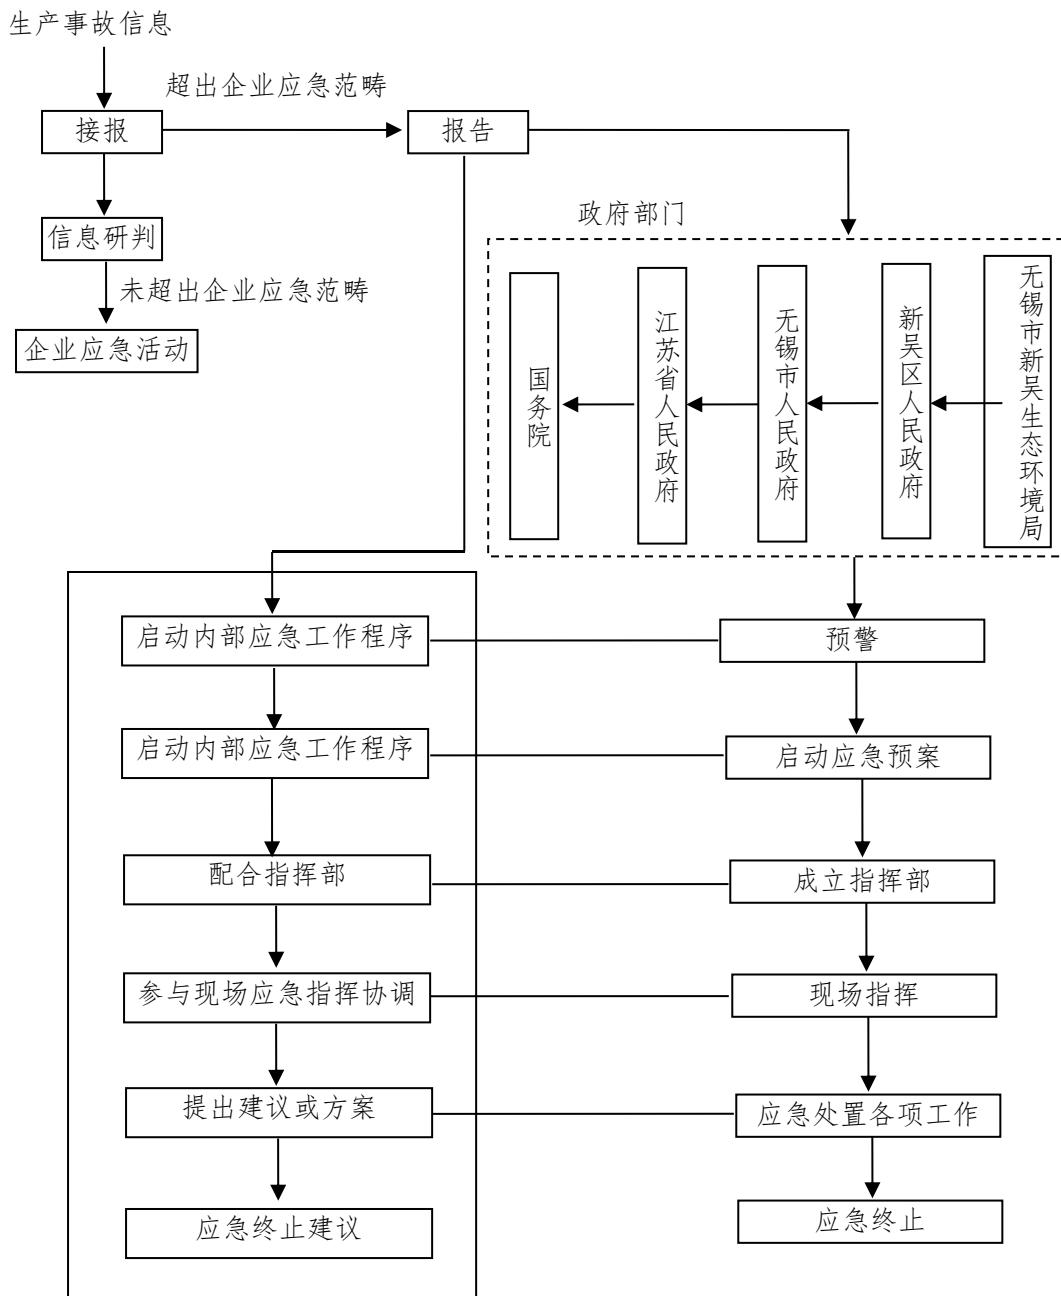 生产事故信息
超出企业应急范畴
接报
报告
信息研判
未超出企业应急范畴
企业应急活动
政府部门
国务院
江苏省人民政府
无锡市人民政府
新吴区人民政府
无锡市新吴生态环境局
启动内部应急工作程序
预警
启动内部应急工作程序
启动应急预案
配合指挥部
成立指挥部
参与现场应急指挥协调
现场指挥
提出建议或方案
应急处置各项工作
应急终止建议
应急终止